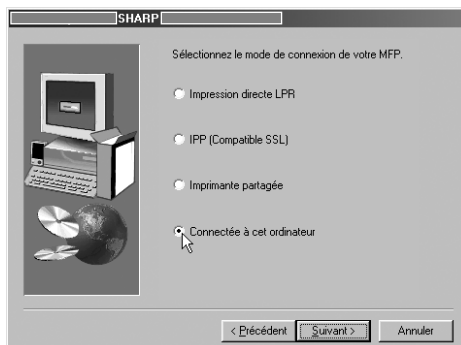 SHARP
Sélectionnez le mode de connexion de votre MFP.
Impression directe LPR
IPP (Compatible SSL)
Imprimante partagée
Connectée à cet ordinateur
< Précédent
Suivant >
Annuler